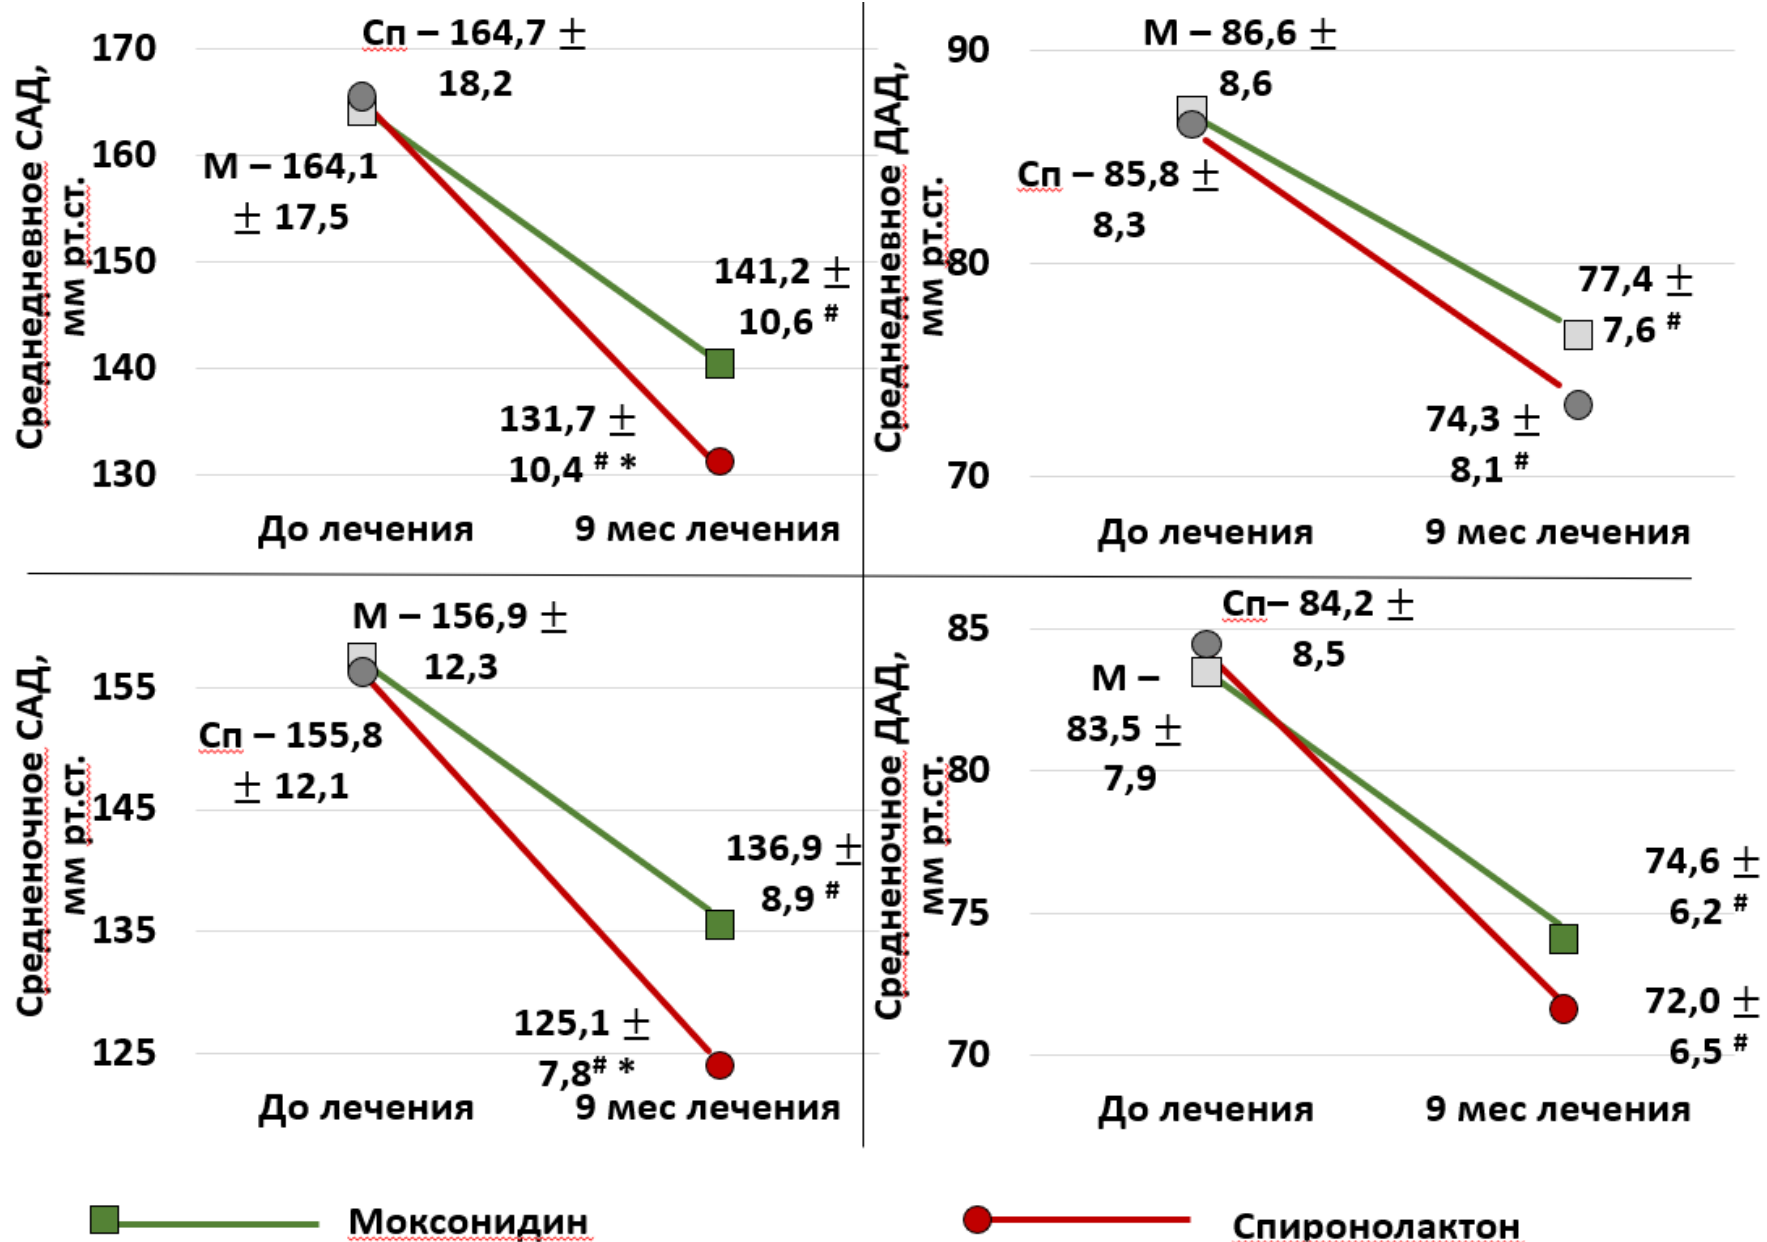 Среднедневное САД,
мм рт.ст.
170
160
150
140
130
Сп – 164,7 ±
18,2
М – 164,1
± 17,5
141,2 ±
10,6 #
131,7 ±
10,4 # *
До лечения
9 мес лечения
Среднедневное ДАД,
мм рт.ст.
90
80
70
М – 86,6 ±
8,6
Сп – 85,8 ±
8,3
77,4 ±
7,6 #
74,3 ±
8,1 #
До лечения
9 мес лечения
Средненочное САД,
мм рт.ст.
155
145
135
125
М – 156,9 ±
12,3
Сп – 155,8
± 12,1
136,9 ±
8,9 #
125,1 ±
7,8# *
До лечения
9 мес лечения
Средненочное ДАД,
мм рт.ст.
85
80
75
70
Сп– 84,2 ±
8,5
М –
83,5 ±
7,9
74,6 ±
6,2 #
72,0 ±
6,5 #
До лечения
9 мес лечения
Моксонидин
Спиронолактон